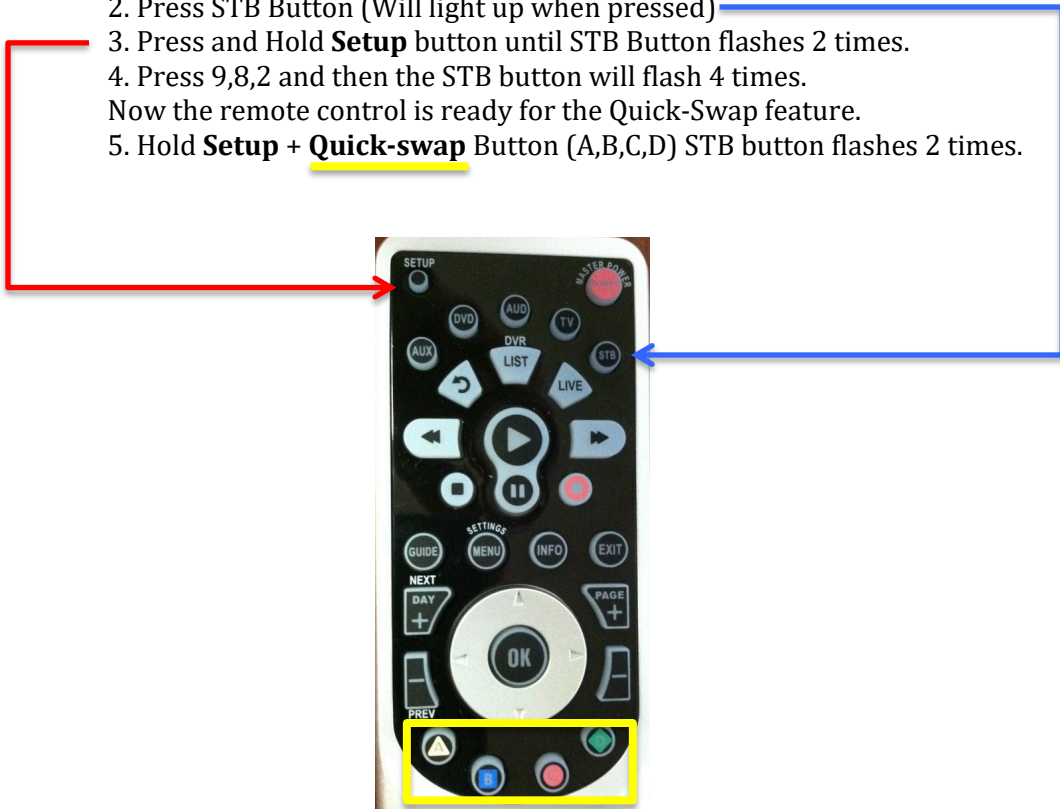 2. Press STB Button (Will light up when pressed)
3. Press and Hold Setup button until STB Button flashes 2 times.
4. Press 9,8,2 and then the STB button will flash 4 times.
Now the remote control is ready for the Quick-Swap feature.
5. Hold Setup + Quick-swap Button (A,B,C,D) STB button flashes 2 times.
SETUP
MASTER POWER
POWER
AUX
DVD
AUD
TV
STB
DVR
LIST
LIVE
SETTINGS
GUIDE
MENU
INFO
EXIT
NEXT
DAY
+
PAGE
+
OK
PREV
A
B